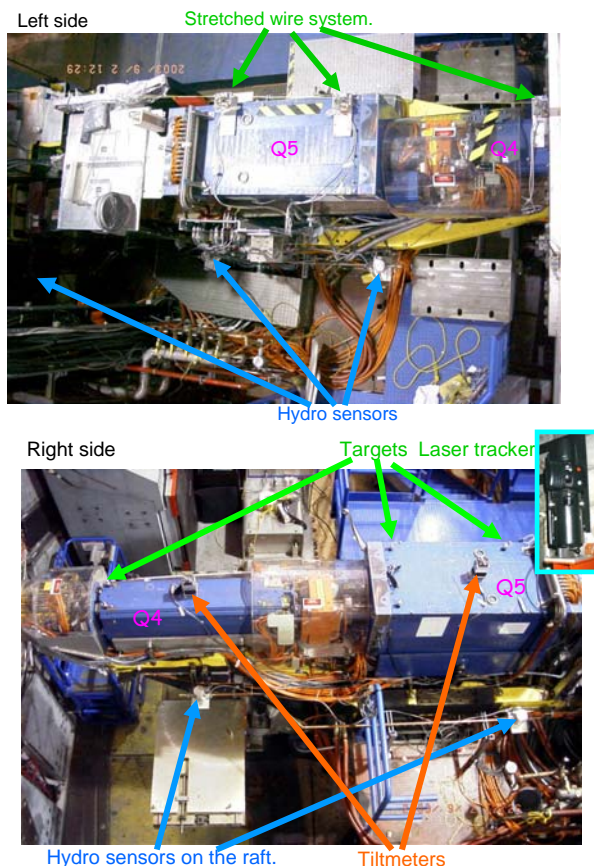 Left side
Stretched wire system.
2003/ 9/ 2 12:29
Q5
Q4
Hydro sensors
Right side
Targets
Laser tracker
Q4
Q5
Hydro sensors on the raft.
Tiltmeters